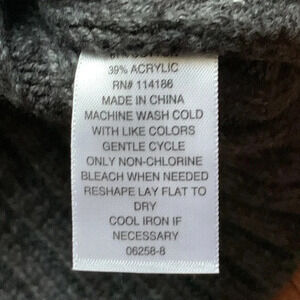 39% ACRYLIC
RN# 114186
MADE IN CHINA
MACHINE WASH COLD
WITH LIKE COLORS
GENTLE CYCLE
ONLY NON-CHLORINE
BLEACH WHEN NEEDED
RESHAPE LAY FLAT TO
DRY
COOL IRON IF
NECESSARY
06258-8